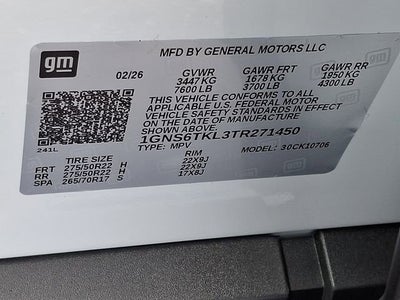 gm
MFD BY GENERAL MOTORS LLC
02/26 GVWR GAWR FRT GAWR RR
3447 KG 1678 KG 1950 KG
7600 LB 3700 LB 4300 LB
THIS VEHICLE CONFORMS TO ALL
APPLICABLE U.S. FEDERAL MOTOR
VEHICLE SAFETY STANDARDS IN EFFECT
ON THE DATE OF MANUFACTURE
SHOWN ABOVE.
1GNS6TKL3TR271450
241L TYPE: MPV MODEL: 30CK10706
TIRE SIZE RIM
FRT 275/50R22 H 22X9J
RR 275/50R22 H 22X9J
SPA 265/70R17 S 17X8J